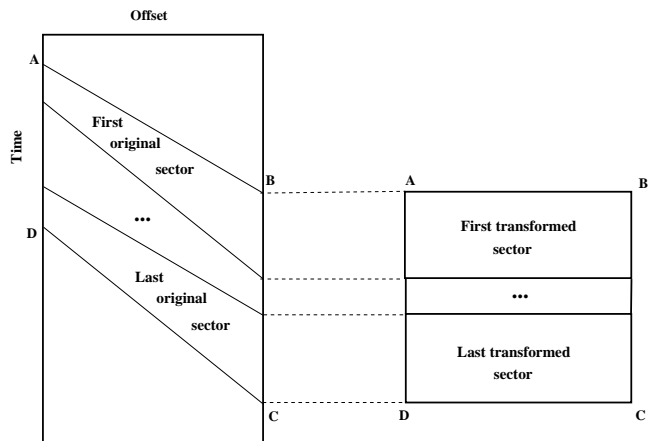 Offset
A
Time
First
original
sector
B
...
D
Last
original
sector
C
A
B
First transformed
sector
...
Last transformed
sector
D
C